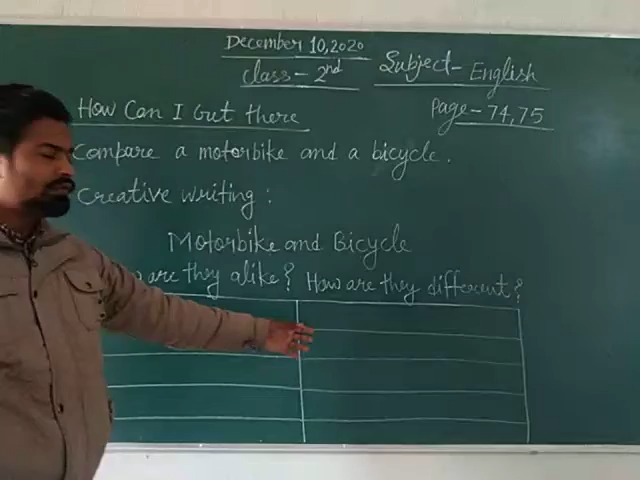 December 10, 2020
Class - 2nd
Subject - English
How Can I Gut there
Page - 74, 75
Compare a motorbike and a bicycle.
Creative writing :
Motorbike and Bicycle
are they alike? How are they different?